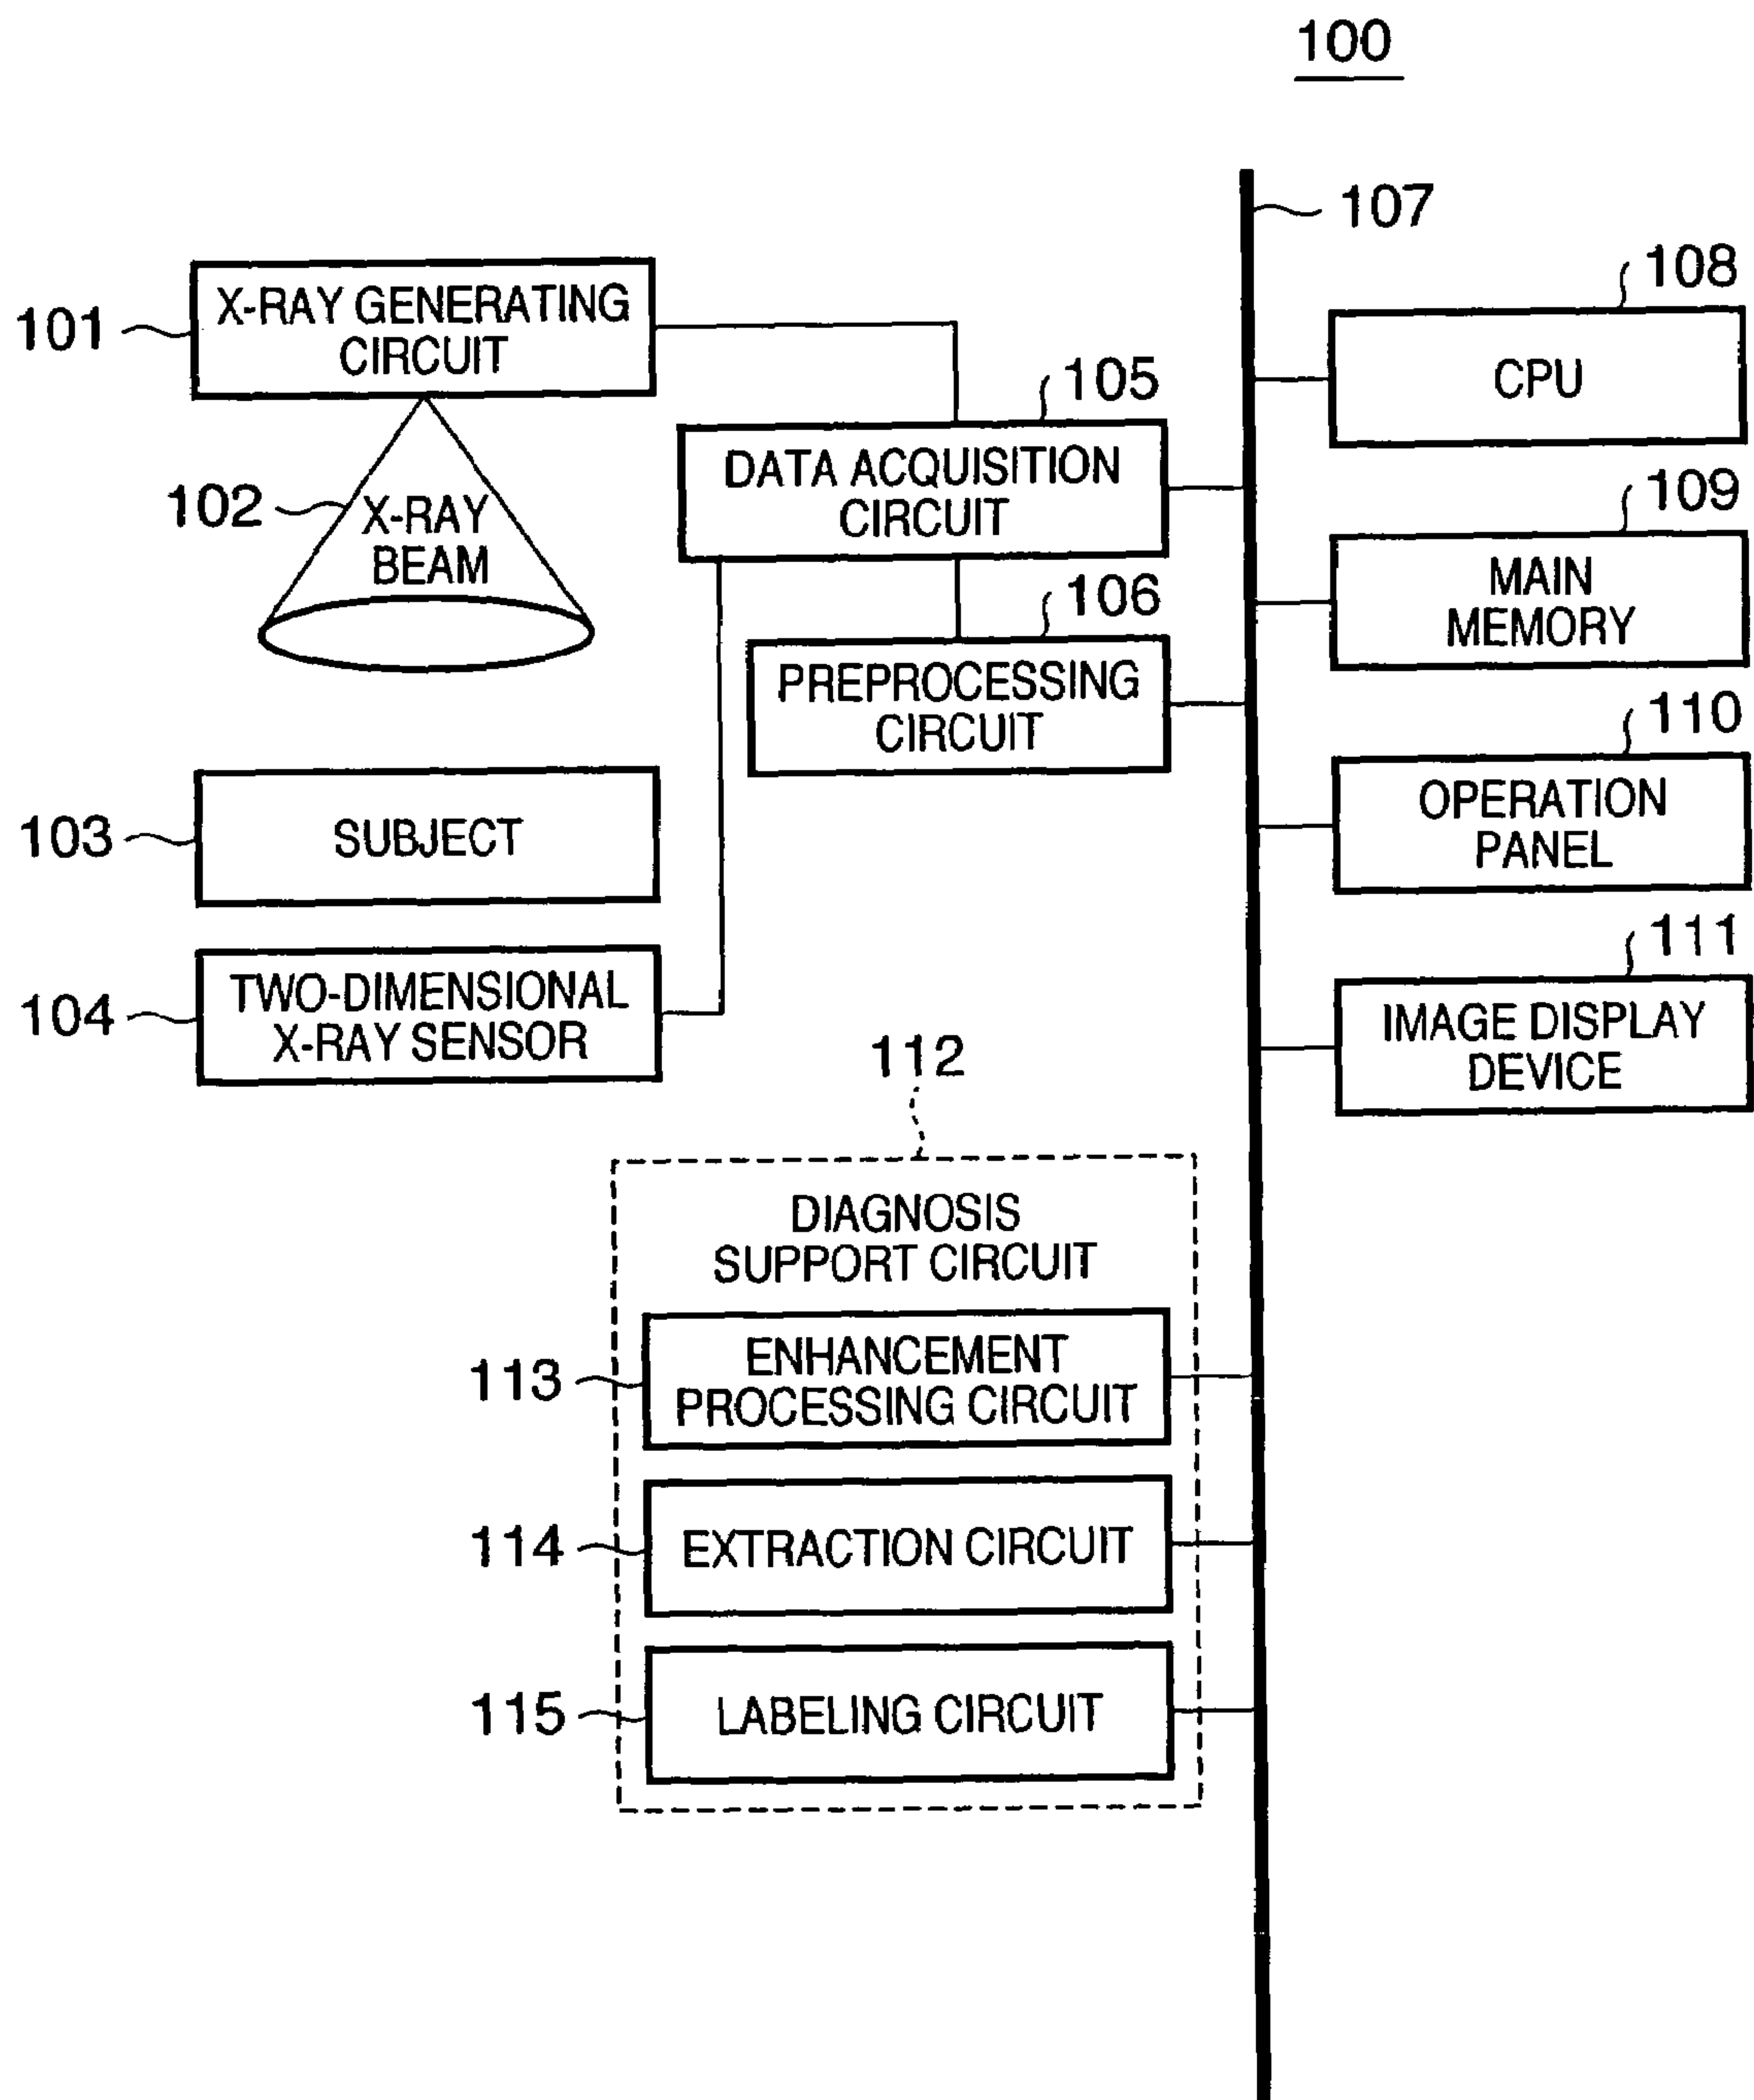 100
107
108
101
X-RAY GENERATING
CIRCUIT
105
CPU
102
X-RAY
BEAM
DATA ACQUISITION
CIRCUIT
109
MAIN
MEMORY
106
PREPROCESSING
CIRCUIT
110
OPERATION
PANEL
103
SUBJECT
111
104
TWO-DIMENSIONAL
X-RAY SENSOR
IMAGE DISPLAY
DEVICE
112
DIAGNOSIS
SUPPORT CIRCUIT
113
ENHANCEMENT
PROCESSING CIRCUIT
114
EXTRACTION CIRCUIT
115
LABELING CIRCUIT